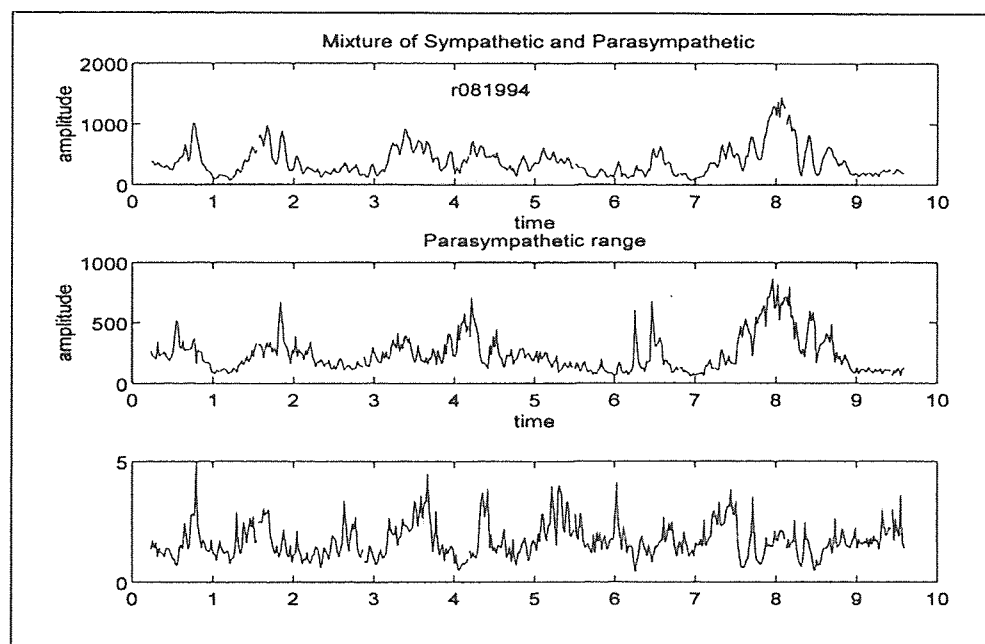 Mixture of Sympathetic and Parasympathetic
2000
r081994
1000
amplitude
0
0 1 2 3 4 5 6 7 8 9 10
time
Parasympathetic range
1000
500
amplitude
0
0 1 2 3 4 5 6 7 8 9 10
time
5
0
0 1 2 3 4 5 6 7 8 9 10